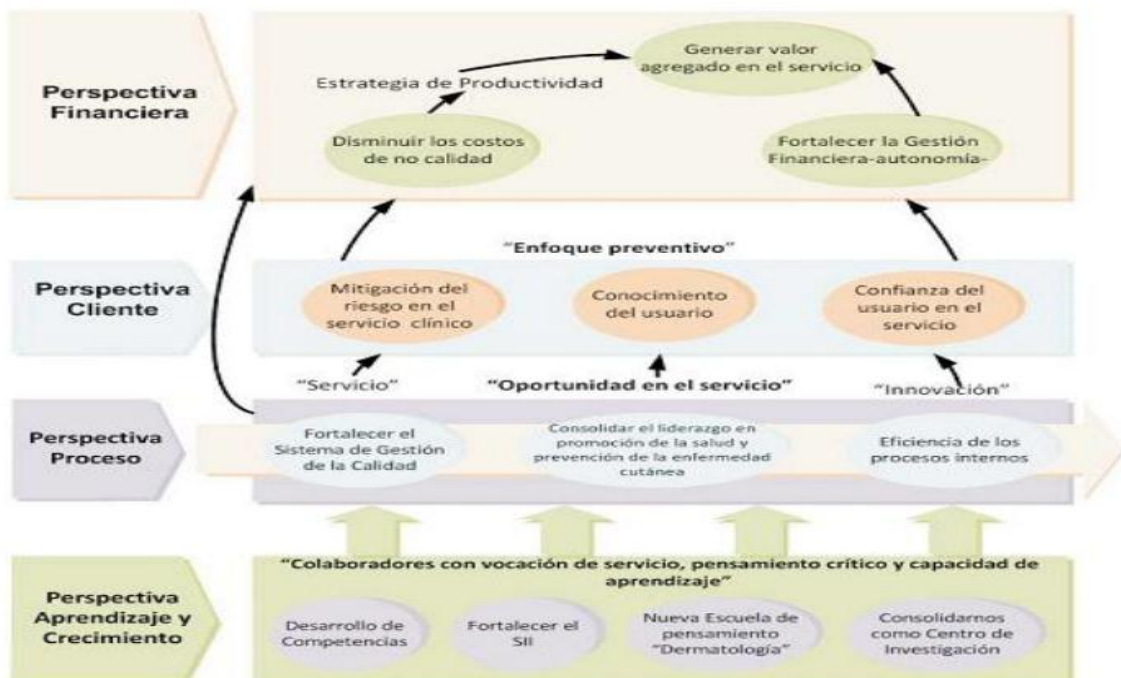 Perspectiva
Financiera
Generar valor
agregado en el servicio
Estrategia de Productividad
Disminuir los costos
de no calidad
Fortalecer la Gestión
Financiera-autonomía-
Perspectiva
Cliente
“Enfoque preventivo”
Mitigación del
riesgo en el
servicio clínico
Conocimiento
del usuario
Confianza del
usuario en el
servicio
“Servicio”
“Oportunidad en el servicio”
“Innovación”
Perspectiva
Proceso
Fortalecer el
Sistema de Gestión
de la Calidad
Consolidar el liderazgo en
promoción de la salud y
prevención de la enfermedad
cutánea
Eficiencia de los
procesos internos
Perspectiva
Aprendizaje y
Crecimiento
“Colaboradores con vocación de servicio, pensamiento crítico y capacidad de
aprendizaje”
Desarrollo de
Competencias
Fortalecer el
SII
Nueva Escuela de
pensamiento
“Dermatología”
Consolidarnos
como Centro de
Investigación